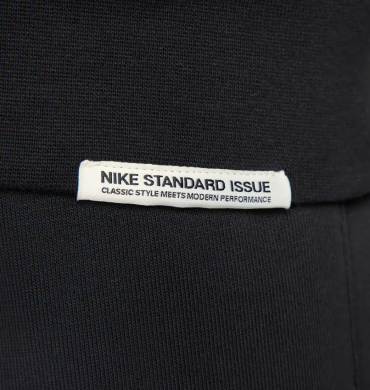 NIKE STANDARD ISSUE
CLASSIC STYLE MEETS MODERN PERFORMANCE